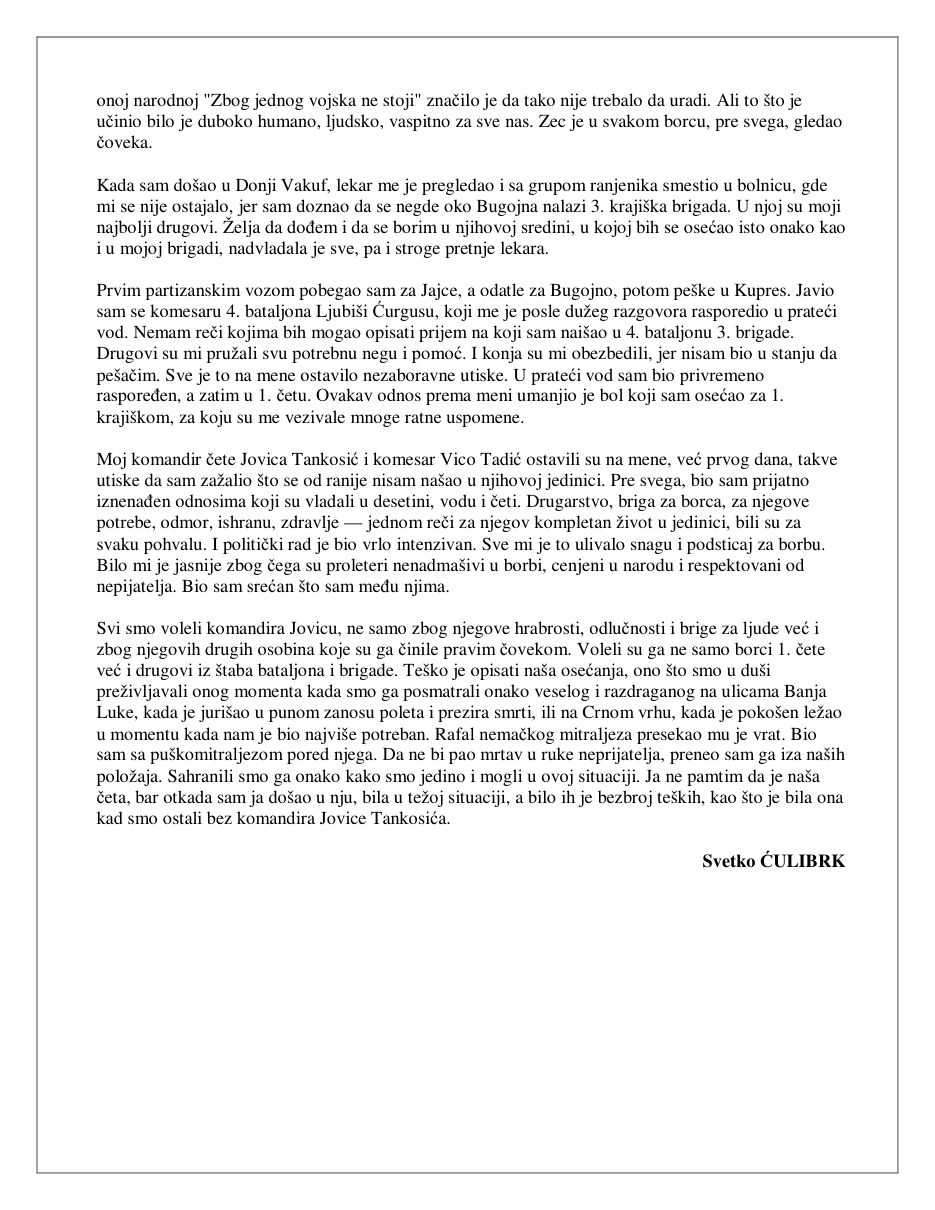 onoj narodnoj "Zbog jednog vojska ne stoji" značilo je da tako nije trebalo da uradi. Ali to što je
učinio bilo je duboko humano, ljudsko, vaspitno za sve nas. Zec je u svakom borcu, pre svega, gledao
čoveka.
Kada sam došao u Donji Vakuf, lekar me je pregledao i sa grupom ranjenika smestio u bolnicu, gde
mi se nije ostajalo, jer sam doznao da se negde oko Bugojna nalazi 3. krajiška brigada. U njoj su moji
najbolji drugovi. Želja da dođem i da se borim u njihovoj sredini, u kojoj bih se osećao isto onako kao
i u mojoj brigadi, nadvladala je sve, pa i stroge pretnje lekara.
Prvim partizanskim vozom pobegao sam za Jajce, a odatle za Bugojno, potom peške u Kupres. Javio
sam se komesaru 4. bataljona Ljubiši Ćurgusu, koji me je posle dužeg razgovora rasporedio u prateći
vod. Nemam reči kojima bih mogao opisati prijem na koji sam naišao u 4. bataljonu 3. brigade.
Drugovi su mi pružali svu potrebnu negu i pomoć. I konja su mi obezbedili, jer nisam bio u stanju da
pešačim. Sve je to na mene ostavilo nezaboravne utiske. U prateći vod sam bio privremeno
raspoređen, a zatim u 1. četu. Ovakav odnos prema meni umanjio je bol koji sam osećao za 1.
krajiškom, za koju su me vezivale mnoge ratne uspomene.
Moj komandir čete Jovica Tankosić i komesar Vico Tadić ostavili su na mene, već prvog dana, takve
utiske da sam zažalio što se od ranije nisam našao u njihovoj jedinici. Pre svega, bio sam prijatno
iznenađen odnosima koji su vladali u desetini, vodu i četi. Drugarstvo, briga za borca, za njegove
potrebe, odmor, ishranu, zdravlje — jednom reči za njegov kompletan život u jedinici, bili su za
svaku pohvalu. I politički rad je bio vrlo intenzivan. Sve mi je to ulivalo snagu i podsticaj za borbu.
Bilo mi je jasnije zbog čega su proleteri nenadmašivi u borbi, cenjeni u narodu i respektovani od
nepijatelja. Bio sam srećan što sam među njima.
Svi smo voleli komandira Jovicu, ne samo zbog njegove hrabrosti, odlučnosti i brige za ljude već i
zbog njegovih drugih osobina koje su ga činile pravim čovekom. Voleli su ga ne samo borci 1. čete
već i drugovi iz štaba bataljona i brigade. Teško je opisati naša osećanja, ono što smo u duši
preživljavali onog momenta kada smo ga posmatrali onako veselog i razdraganog na ulicama Banja
Luke, kada je jurišao u punom zanosu poleta i prezira smrti, ili na Crnom vrhu, kada je pokošen ležao
u momentu kada nam je bio najviše potreban. Rafal nemačkog mitraljeza presekao mu je vrat. Bio
sam sa puškomitraljezom pored njega. Da ne bi pao mrtav u ruke neprijatelja, preneo sam ga iza naših
položaja. Sahranili smo ga onako kako smo jedino i mogli u ovoj situaciji. Ja ne pamtim da je naša
četa, bar otkada sam ja došao u nju, bila u težoj situaciji, a bilo ih je bezbroj teških, kao što je bila ona
kad smo ostali bez komandira Jovice Tankosića.
Svetko ĆULIBRK